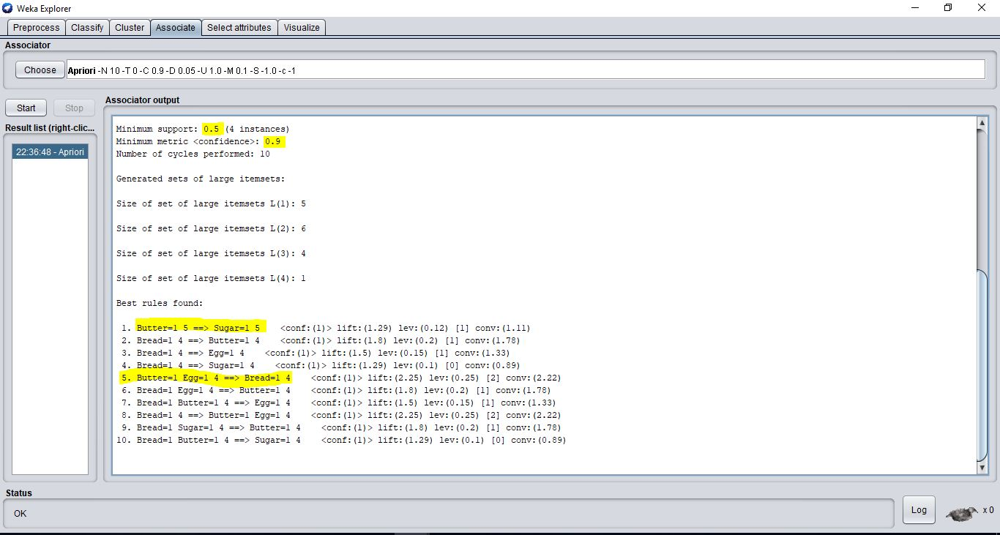 Weka Explorer
Preprocess Classify Cluster Associate Select attributes Visualize
Associator
Choose Apriori -N 10 -T 0 -C 0.9 -D 0.05 -U 1.0 -M 0.1 -S -1.0 -c -1
Start Stop
Result list (right-clic...
22:36:48 - Apriori
Associator output
Minimum support: 0.5 (4 instances)
Minimum metric <confidence>: 0.9
Number of cycles performed: 10
Generated sets of large itemsets:
Size of set of large itemsets L(1): 5
Size of set of large itemsets L(2): 6
Size of set of large itemsets L(3): 4
Size of set of large itemsets L(4): 1
Best rules found:
1. Butter=1 5 ==> Sugar=1 5 <conf:(1)> lift:(1.29) lev:(0.12) [1] conv:(1.11)
2. Bread=1 4 ==> Butter=1 4 <conf:(1)> lift:(1.8) lev:(0.2) [1] conv:(1.78)
3. Bread=1 4 ==> Egg=1 4 <conf:(1)> lift:(1.5) lev:(0.15) [1] conv:(1.33)
4. Bread=1 4 ==> Sugar=1 4 <conf:(1)> lift:(1.29) lev:(0.1) [0] conv:(0.89)
5. Butter=1 Egg=1 4 ==> Bread=1 4 <conf:(1)> lift:(2.25) lev:(0.25) [2] conv:(2.22)
6. Bread=1 Egg=1 4 ==> Butter=1 4 <conf:(1)> lift:(1.8) lev:(0.2) [1] conv:(1.78)
7. Bread=1 Butter=1 4 ==> Egg=1 4 <conf:(1)> lift:(1.5) lev:(0.15) [1] conv:(1.33)
8. Bread=1 4 ==> Butter=1 Egg=1 4 <conf:(1)> lift:(2.25) lev:(0.25) [2] conv:(2.22)
9. Bread=1 Sugar=1 4 ==> Butter=1 4 <conf:(1)> lift:(1.8) lev:(0.2) [1] conv:(1.78)
10. Bread=1 Butter=1 4 ==> Sugar=1 4 <conf:(1)> lift:(1.29) lev:(0.1) [0] conv:(0.89)
Status
OK
Log
x 0